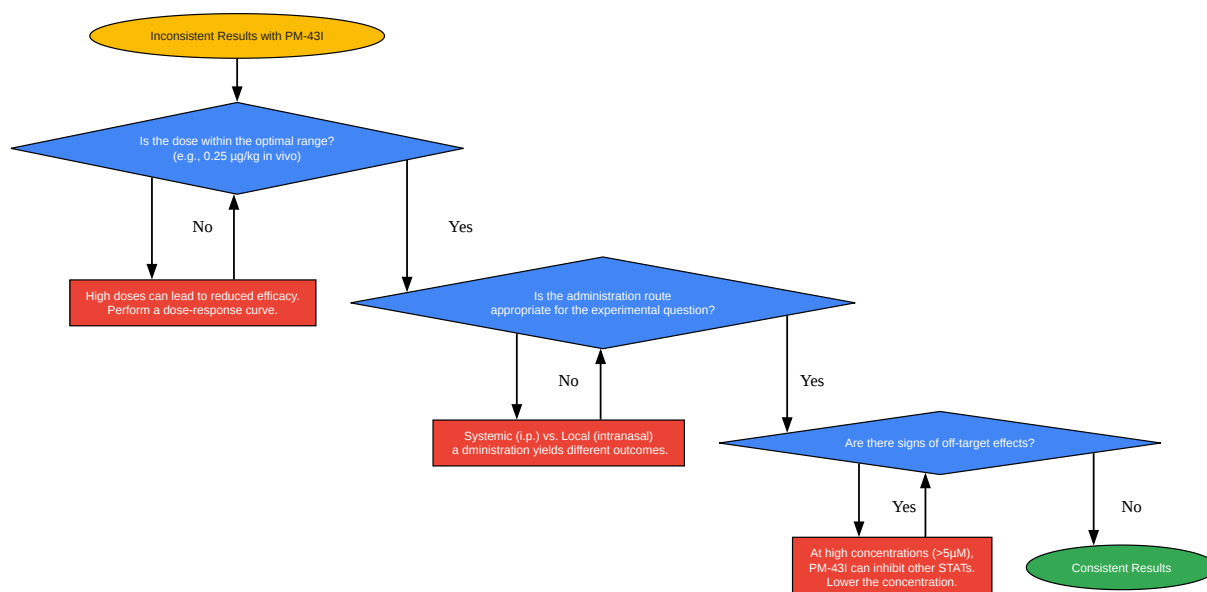 Inconsistent Results with PM-43I
Is the dose within the optimal range?
(e.g., 0.25 µg/kg in vivo)
No
Yes
High doses can lead to reduced efficacy.
Perform a dose-response curve.
Is the administration route
appropriate for the experimental question?
No
Yes
Systemic (i.p.) vs. Local (intranasal)
a dministration yields different outcomes.
Are there signs of off-target effects?
Yes
No
At high concentrations (>5µM),
PM-43I can inhibit other STATs.
Lower the concentration.
Consistent Results